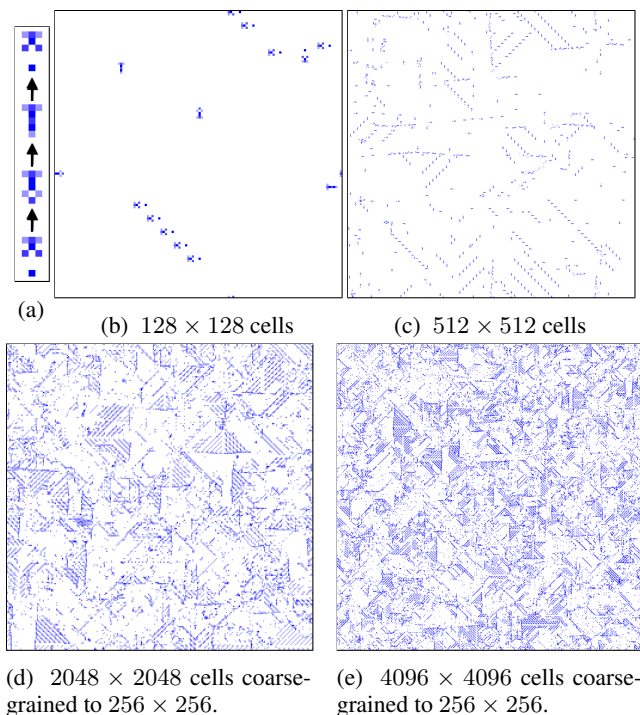 (a)
(b) 128 × 128 cells
(c) 512 × 512 cells
(d) 2048 × 2048 cells coarse-
grained to 256 × 256.
(e) 4096 × 4096 cells coarse-
grained to 256 × 256.